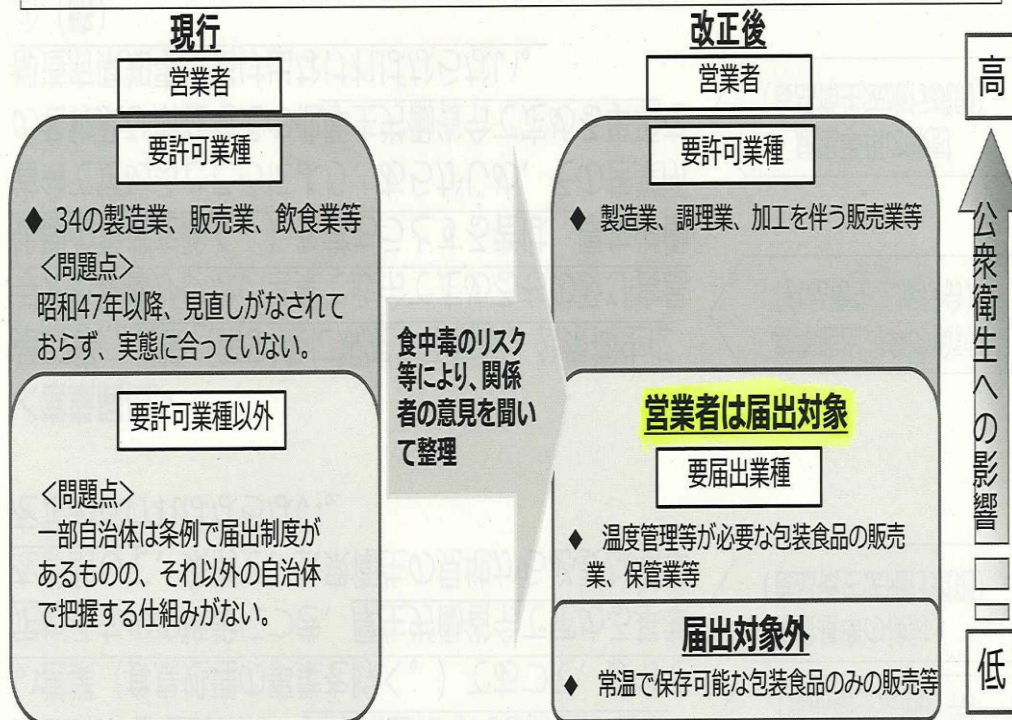 現行
営業者
要許可業種
◆ 34の製造業、販売業、飲食業等
＜問題点＞
昭和47年以降、見直しがなされて
おらず、実態に合っていない。
要許可業種以外
＜問題点＞
一部自治体は条例で届出制度が
あるものの、それ以外の自治体
で把握する仕組みがない。
食中毒のリスク
等により、関係
者の意見を聞い
て整理
改正後
営業者
要許可業種
◆ 製造業、調理業、加工を伴う販売業等
営業者は届出対象
要届出業種
◆ 温度管理等が必要な包装食品の販売
業、保管業等
届出対象外
◆ 常温で保存可能な包装食品のみの販売等
高
公衆衛生への影響
低